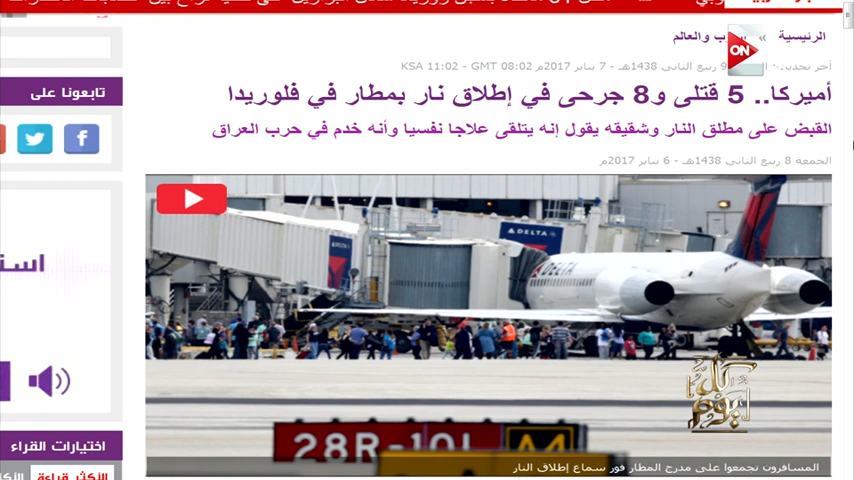 الرئيسية » والعالم
ON
7 يناير 2017م KSA 11:02 - GMT 08:02 - 9 ربيع الثاني 1438هـ
أميركا.. 5 قتلى و8 جرحى في إطلاق نار بمطار في فلوريدا
القبض على مطلق النار وشقيقه يقول إنه يتلقى علاجا نفسيا وأنه خدم في حرب العراق
الجمعة 8 ربيع الثاني 1438هـ - 6 يناير 2017م
تابعونا على
DELTA
DELTA
كل يوم
28R-10L A4
المسافرون تجمعوا على مدرج المطار فور سماع إطلاق النار
اختيارات القراء
الأكثر قراءة